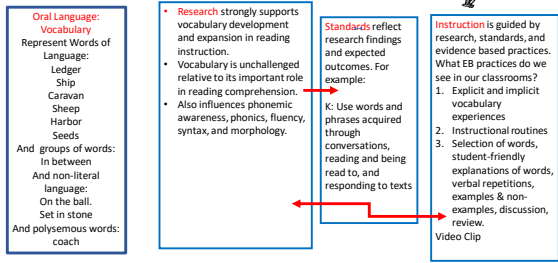 Oral Language:
Vocabulary
Represent Words of
Language:
Ledger
Ship
Caravan
Sheep
Harbor
Seeds
And groups of words:
In between
And non-literal
language:
On the ball.
Set in stone
And polysemous words:
coach
• Research strongly supports
vocabulary development
and expansion in reading
instruction.
• Vocabulary is unchallenged
relative to its important role
in reading comprehension.
• Also influences phonemic
awareness, phonics, fluency,
syntax, and morphology.
Standards reflect
research findings
and expected
outcomes. For
example:
K: Use words and
phrases acquired
through
conversations,
reading and being
read to, and
responding to texts
Instruction is guided by
research, standards, and
evidence based practices.
What EB practices do we
see in our classrooms?
1. Explicit and implicit
vocabulary
experiences
2. Instructional routines
3. Selection of words,
student-friendly
explanations of words,
verbal repetitions,
examples & non-
examples, discussion,
review.
Video Clip